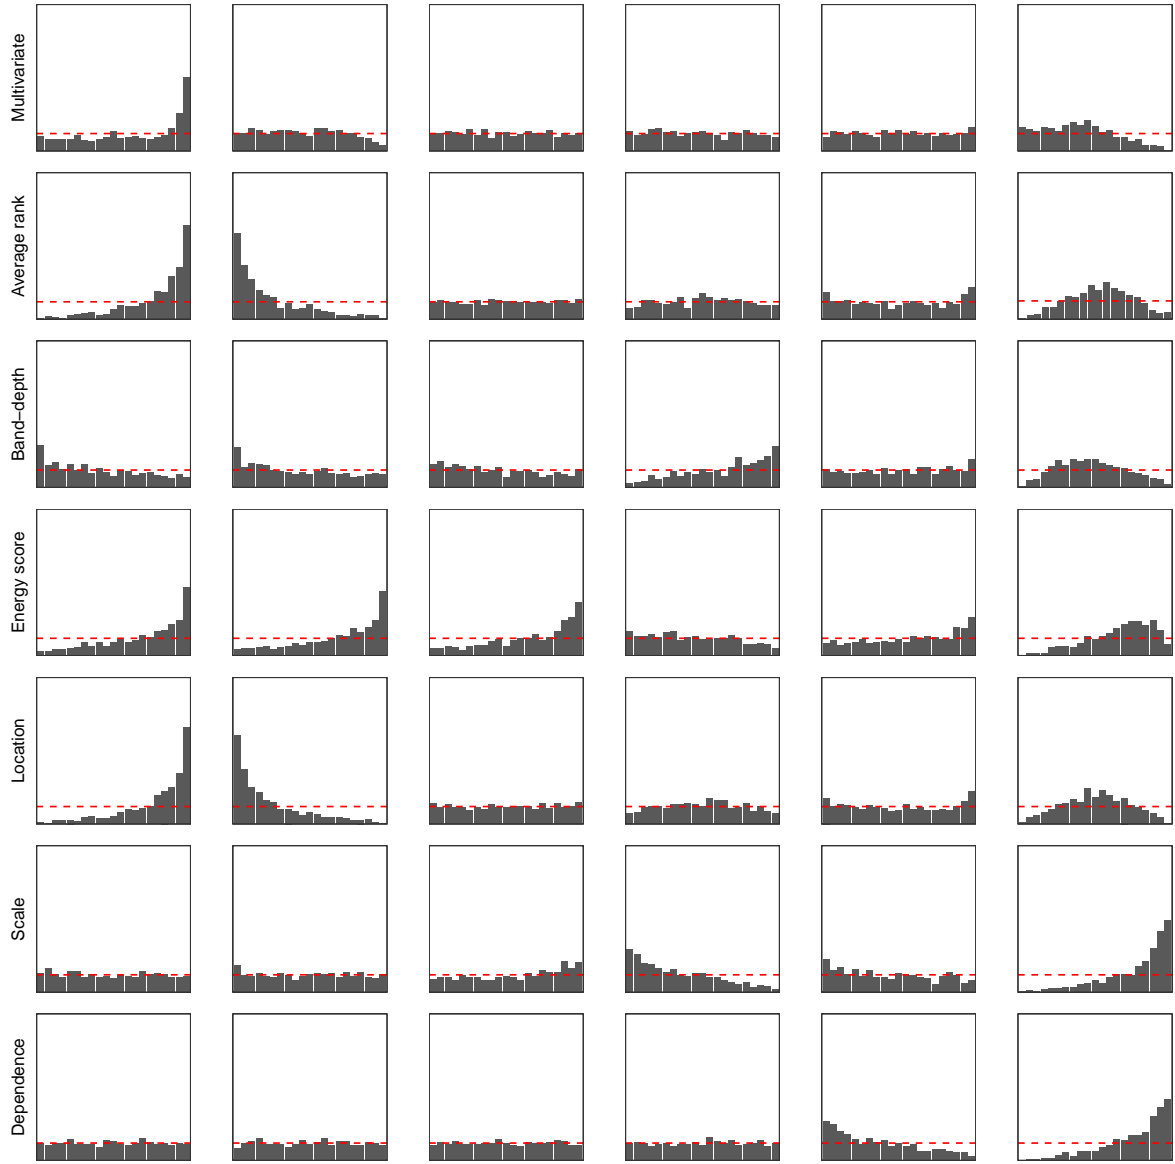 Multivariate
Average rank
Band−depth
Energy score
Location
Scale
Dependence